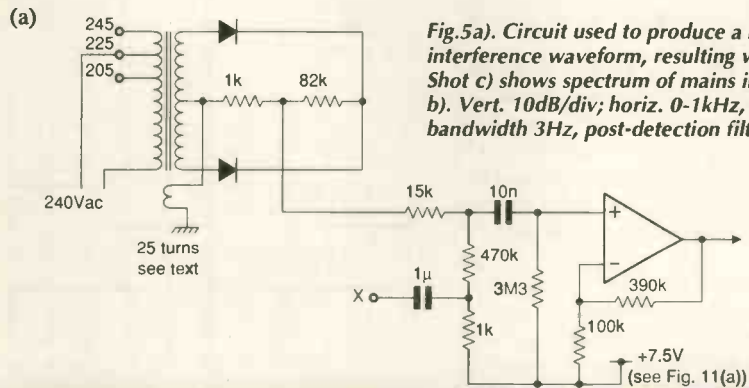 (a)
Fig.5a). Circuit used to produce a
interference waveform, resulting
Shot c) shows spectrum of mains
b). Vert. 10dB/div; horiz. 0-1kHz,
bandwidth 3Hz, post-detection
245
225
205
1k
82k
240Vac
25 turns
see text
15k
10n
470k
3M3
1μ
X
1k
+
−
390k
100k
+7.5V
(see Fig. 11(a))